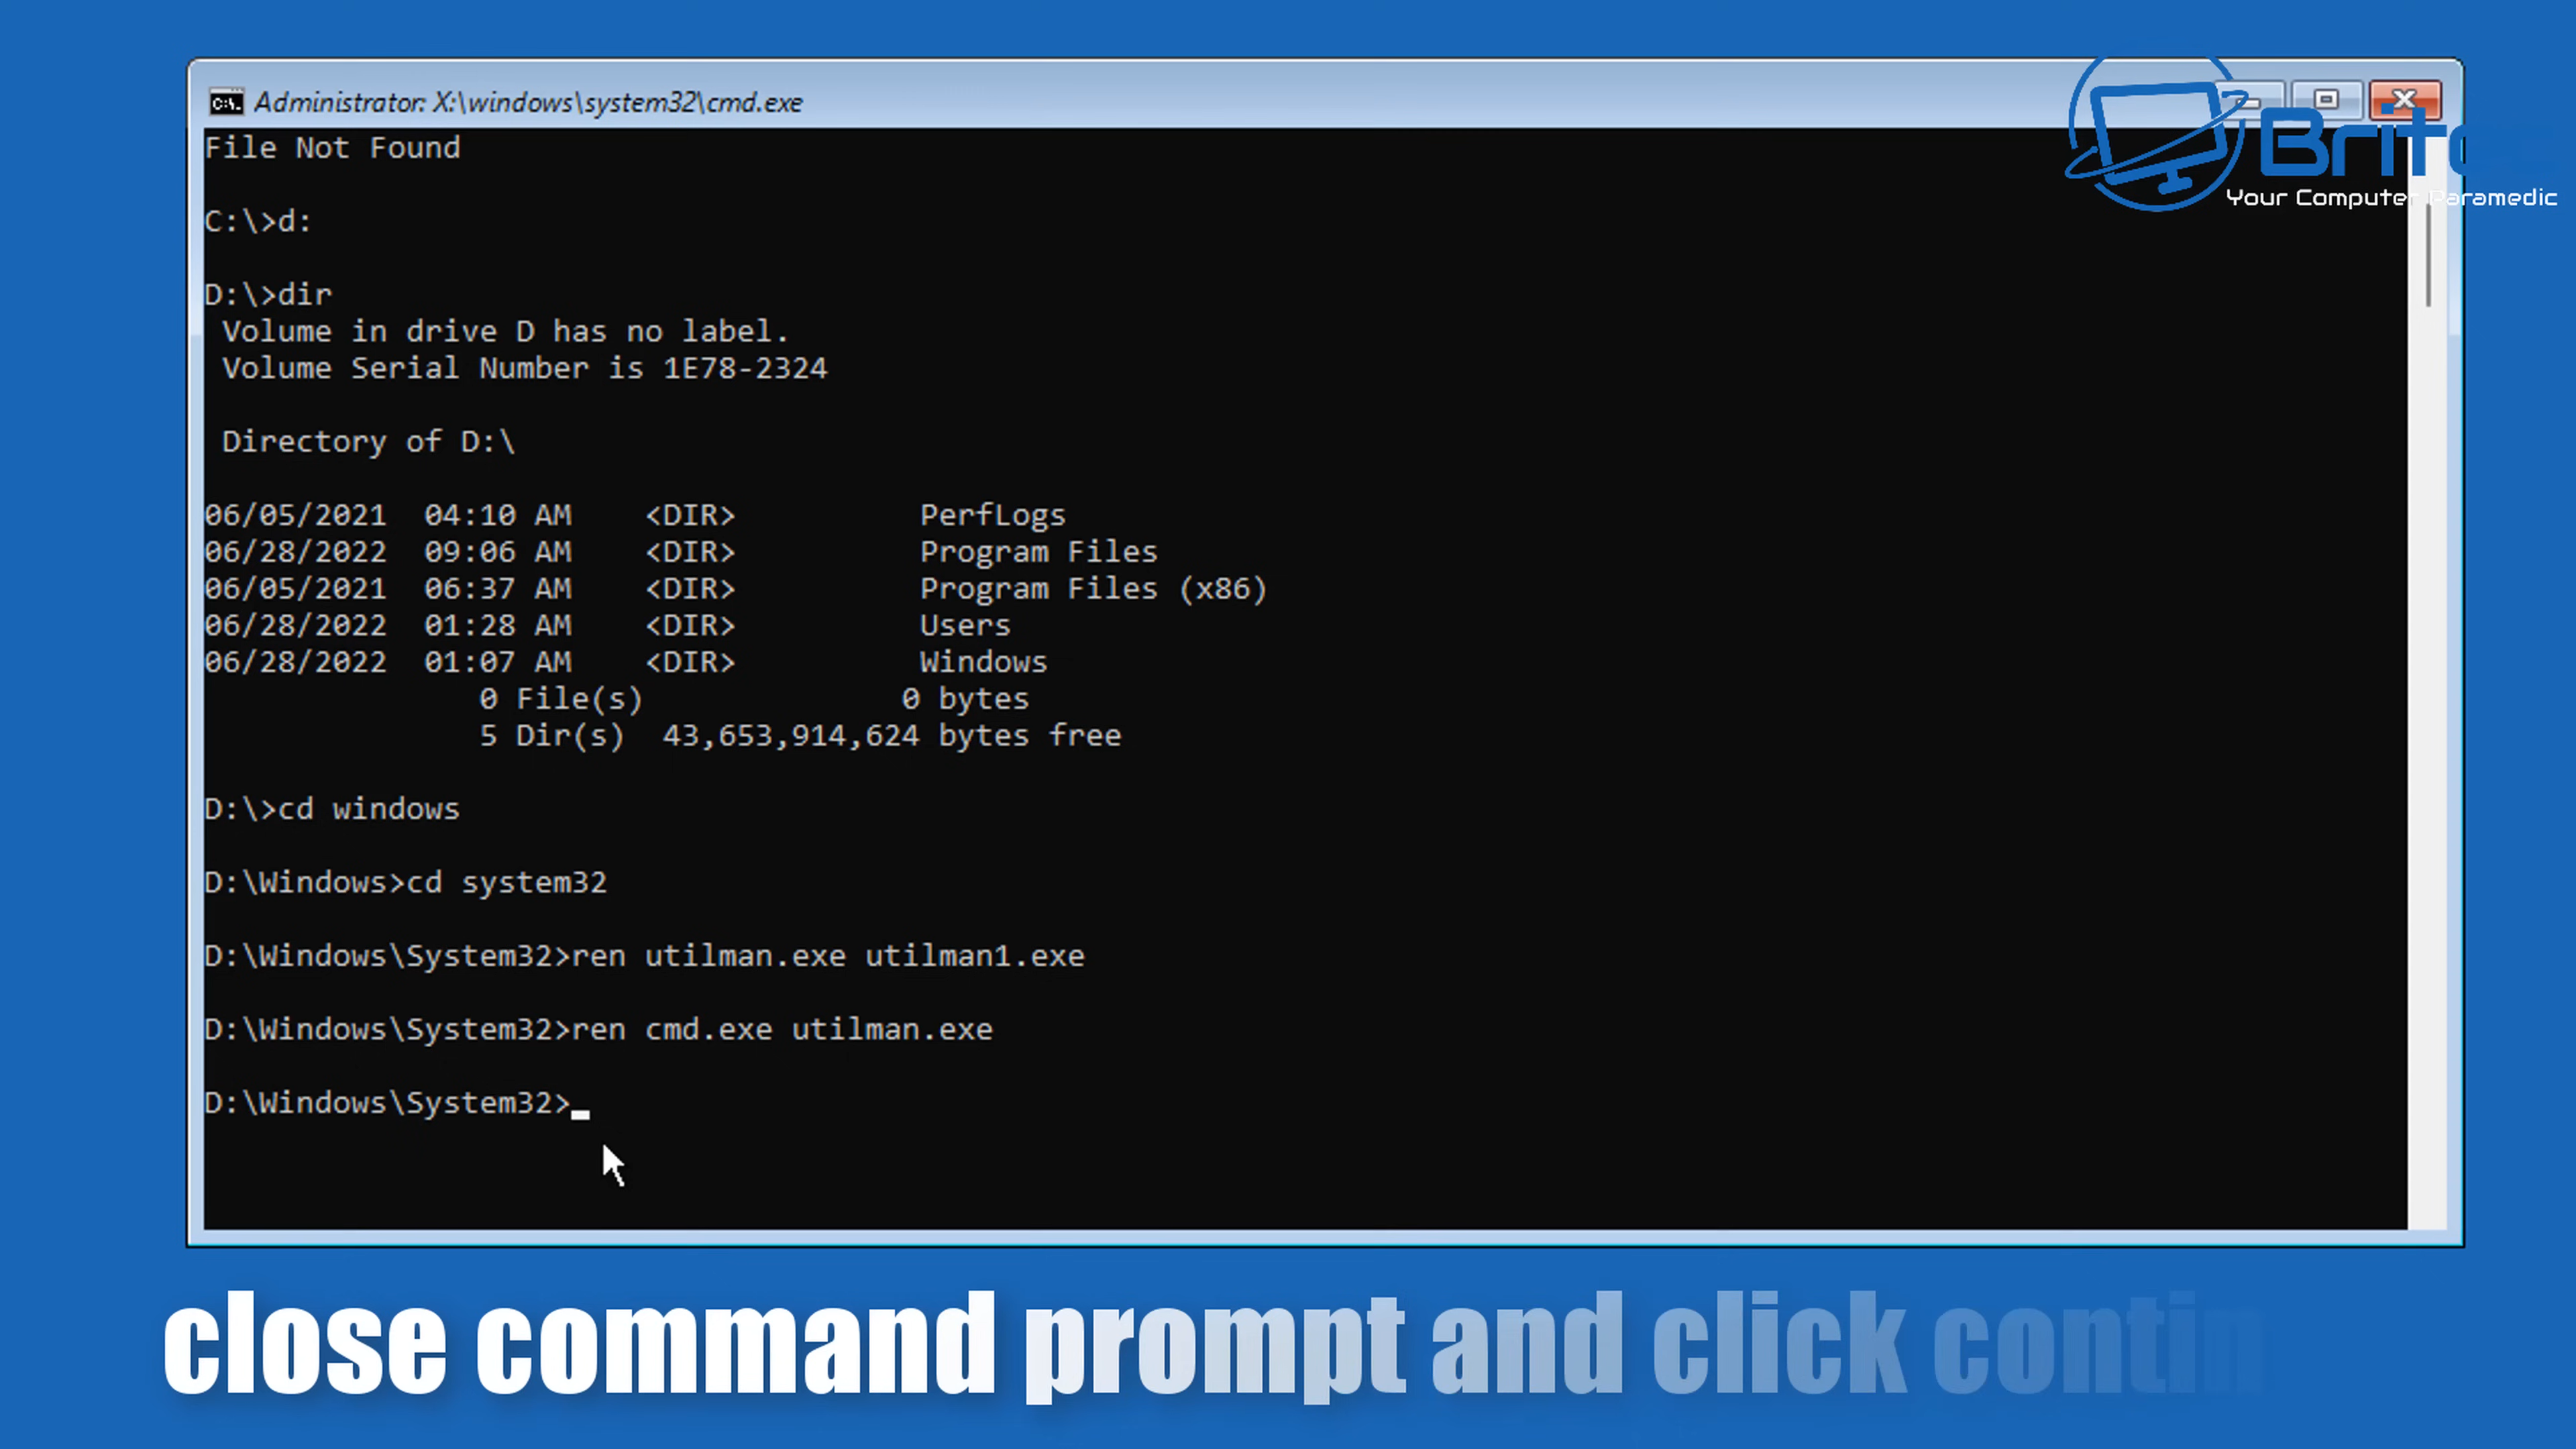 Administrator: X:\windows\system32\cmd.exe
Brite
Your Computer Paramedic
File Not Found
C:\>d:
D:\>dir
Volume in drive D has no label.
Volume Serial Number is 1E78-2324
Directory of D:\
06/05/2021 04:10 AM <DIR> PerfLogs
06/28/2022 09:06 AM <DIR> Program Files
06/05/2021 06:37 AM <DIR> Program Files (x86)
06/28/2022 01:28 AM <DIR> Users
06/28/2022 01:07 AM <DIR> Windows
0 File(s) 0 bytes
5 Dir(s) 43,653,914,624 bytes free
D:\>cd windows
D:\Windows>cd system32
D:\Windows\System32>ren utilman.exe utilman1.exe
D:\Windows\System32>ren cmd.exe utilman.exe
D:\Windows\System32>_
close command prompt and click contin